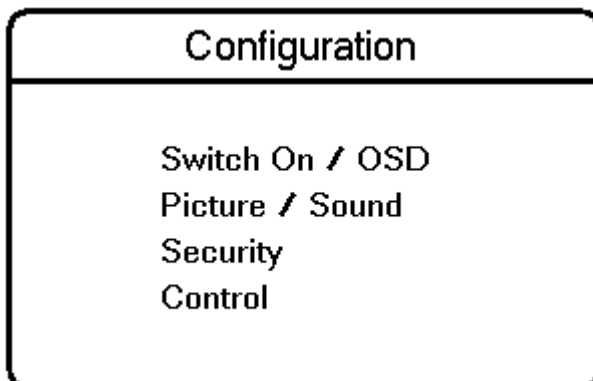 Configuration
Switch On / OSD
Picture / Sound
Security
Control